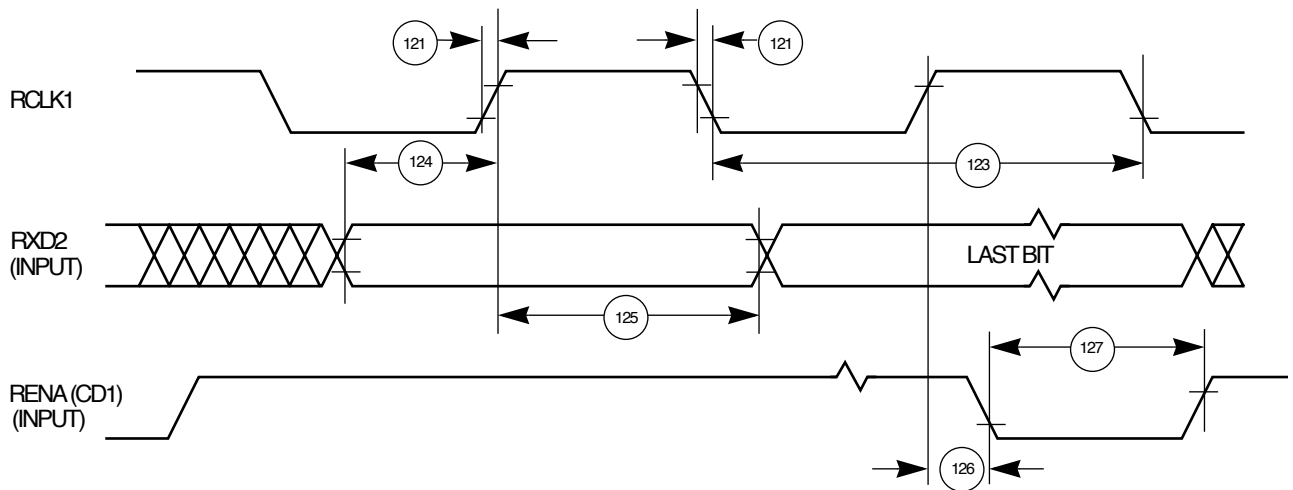 121
121
RCLK1
124
123
RXD2
(INPUT)
LAST BIT
125
127
RENA (CD1)
(INPUT)
126